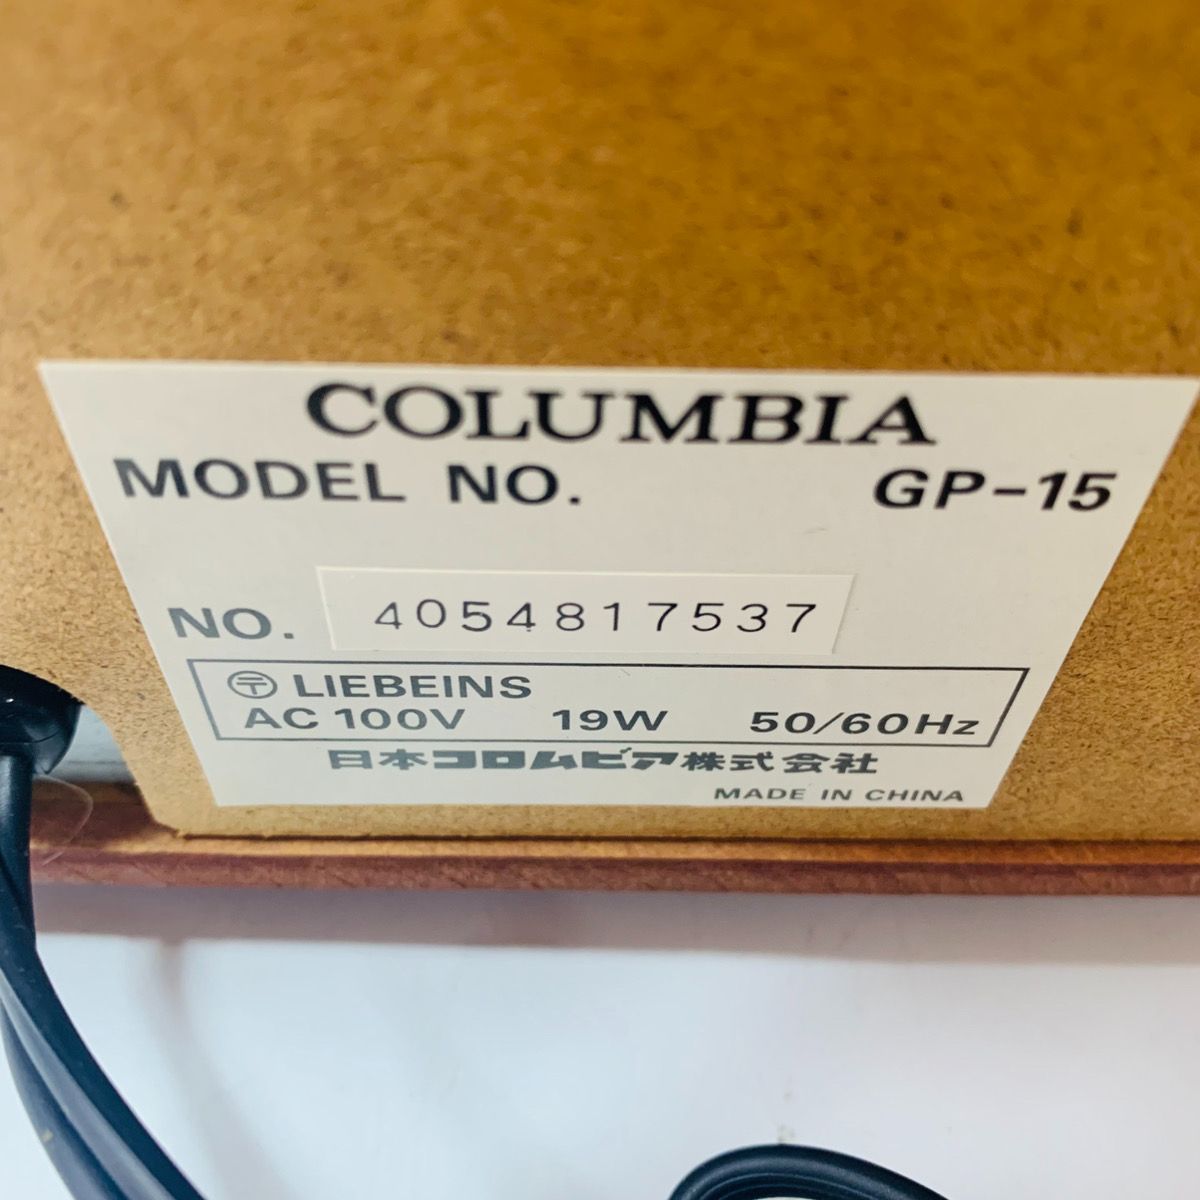 COLUMBIA
MODEL NO. GP-15
NO. 4054817537
〶 LIEBEINS
AC 100V 19W 50/60Hz
日本コロムビア株式会社
MADE IN CHINA